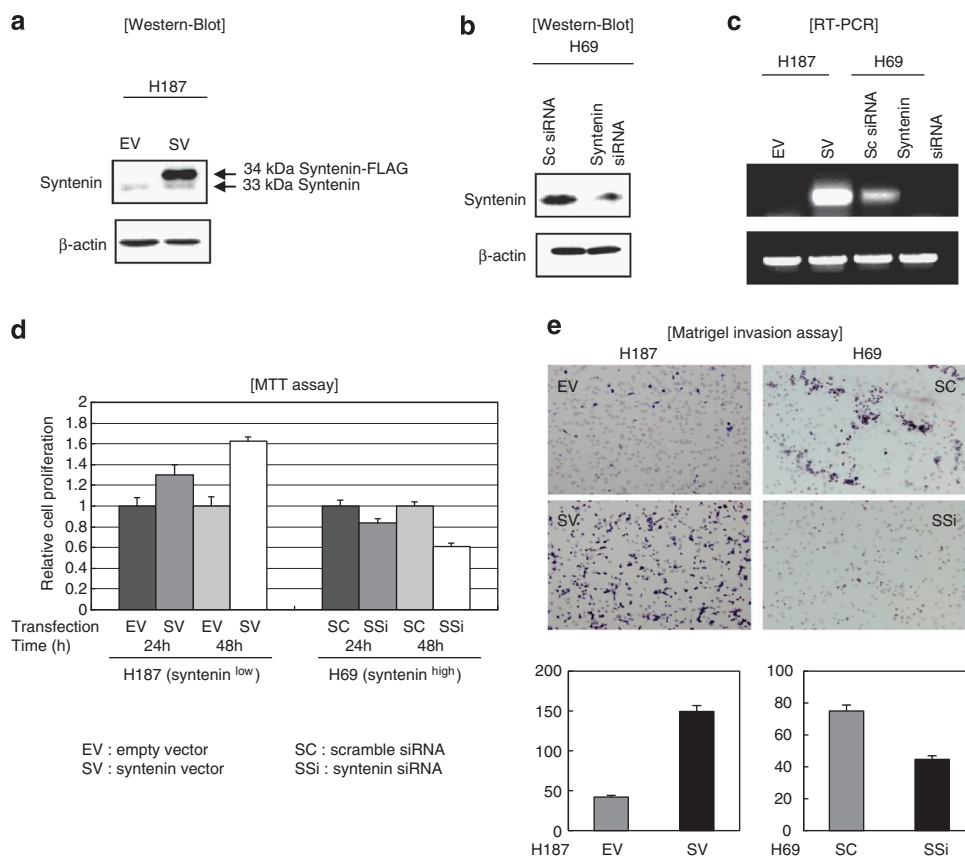 a
[Western-Blot]
H187
EV SV
Syntenin
34 kDa Syntenin-FLAG
33 kDa Syntenin
β-actin
b
[Western-Blot]
H69
Sc siRNA
Syntenin
siRNA
Syntenin
β-actin
c
[RT-PCR]
H187 H69
EV
SV
Sc siRNA
Syntenin
siRNA
d
[MTT assay]
Relative cell proliferation
2
1.8
1.6
1.4
1.2
1
0.8
0.6
0.4
0.2
0
Transfection EV SV EV SV SC SSi SC SSi
Time (h) 24h 48h 24h 48h
H187 (syntenin low) H69 (syntenin high)
EV : empty vector SC : scramble siRNA
SV : syntenin vector SSi : syntenin siRNA
e
[Matrigel invasion assay]
H187 H69
EV SC
SV SSi
200
150
100
50
0
H187 EV SV
100
80
60
40
20
0
H69 SC SSi